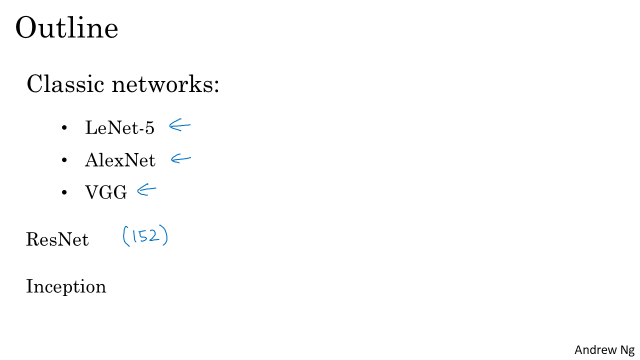 Outline
Classic networks:
• LeNet-5 ←
• AlexNet ←
• VGG ←
ResNet (152)
Inception
Andrew Ng